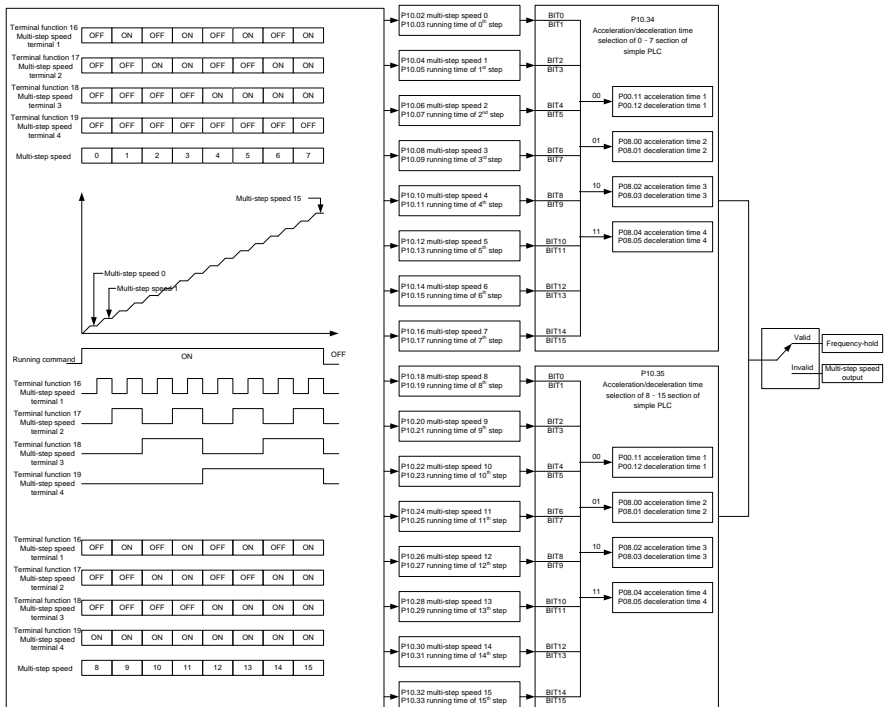 Terminal function 16
Multi-step speed
terminal 1
OFF ON OFF ON OFF ON OFF ON
Terminal function 17
Multi-step speed
terminal 2
OFF OFF ON ON OFF OFF ON ON
Terminal function 18
Multi-step speed
terminal 3
OFF OFF OFF OFF ON ON ON ON
Terminal function 19
Multi-step speed
terminal 4
OFF OFF OFF OFF OFF OFF OFF OFF
Multi-step speed
0 1 2 3 4 5 6 7
Multi-step speed 15
Multi-step speed 0
Multi-step speed 1
Running command
ON
OFF
Terminal function 16
Multi-step speed
terminal 1
Terminal function 17
Multi-step speed
terminal 2
Terminal function 18
Multi-step speed
terminal 3
Terminal function 19
Multi-step speed
terminal 4
Terminal function 16
Multi-step speed
terminal 1
OFF ON OFF ON OFF ON OFF ON
Terminal function 17
Multi-step speed
terminal 2
OFF OFF ON ON OFF OFF ON ON
Terminal function 18
Multi-step speed
terminal 3
OFF OFF OFF OFF ON ON ON ON
Terminal function 19
Multi-step speed
terminal 4
ON ON ON ON ON ON ON ON
Multi-step speed
8 9 10 11 12 13 14 15
P10.02 multi-step speed 0
P10.03 running time of 0th step
BIT0
BIT1
P10.04 multi-step speed 1
P10.05 running time of 1st step
BIT2
BIT3
P10.06 multi-step speed 2
P10.07 running time of 2nd step
BIT4
BIT5
P10.08 multi-step speed 3
P10.09 running time of 3rd step
BIT6
BIT7
P10.10 multi-step speed 4
P10.11 running time of 4th step
BIT8
BIT9
P10.12 multi-step speed 5
P10.13 running time of 5th step
BIT10
BIT11
P10.14 multi-step speed 6
P10.15 running time of 6th step
BIT12
BIT13
P10.16 multi-step speed 7
P10.17 running time of 7th step
BIT14
BIT15
P10.34
Acceleration/deceleration time
selection of 0 - 7 section of
simple PLC
00
P00.11 acceleration time 1
P00.12 deceleration time 1
01
P08.00 acceleration time 2
P08.01 deceleration time 2
10
P08.02 acceleration time 3
P08.03 deceleration time 3
11
P08.04 acceleration time 4
P08.05 deceleration time 4
P10.18 multi-step speed 8
P10.19 running time of 8th step
BIT0
BIT1
P10.20 multi-step speed 9
P10.21 running time of 9th step
BIT2
BIT3
P10.22 multi-step speed 10
P10.23 running time of 10th step
BIT4
BIT5
P10.24 multi-step speed 11
P10.25 running time of 11th step
BIT6
BIT7
P10.26 multi-step speed 12
P10.27 running time of 12th step
BIT8
BIT9
P10.28 multi-step speed 13
P10.29 running time of 13th step
BIT10
BIT11
P10.30 multi-step speed 14
P10.31 running time of 14th step
BIT12
BIT13
P10.32 multi-step speed 15
P10.33 running time of 15th step
BIT14
BIT15
P10.35
Acceleration/deceleration time
selection of 8 - 15 section of
simple PLC
00
P00.11 acceleration time 1
P00.12 deceleration time 1
01
P08.00 acceleration time 2
P08.01 deceleration time 2
10
P08.02 acceleration time 3
P08.03 deceleration time 3
11
P08.04 acceleration time 4
P08.05 deceleration time 4
Valid
Frequency-hold
Invalid
Multi-step speed
output